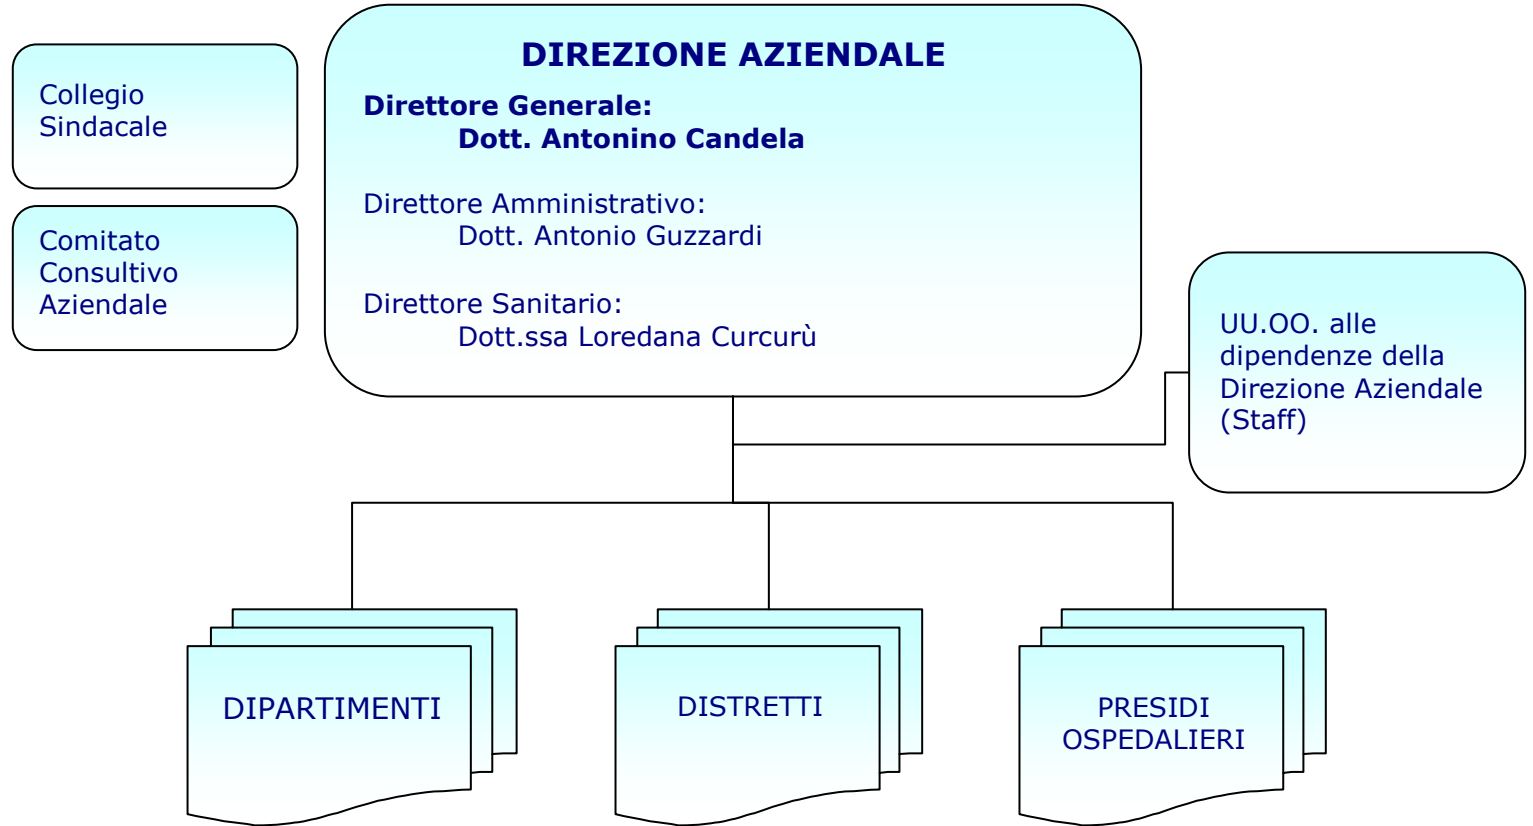 Collegio
Sindacale
Comitato
Consultivo
Aziendale
DIREZIONE AZIENDALE
Direttore Generale:
Dott. Antonino Candela
Direttore Amministrativo:
Dott. Antonio Guzzardi
Direttore Sanitario:
Dott.ssa Loredana Curcurù
UU.OO. alle
dipendenze della
Direzione Aziendale
(Staff)
DIPARTIMENTI
DISTRETTI
PRESIDI
OSPEDALIERI